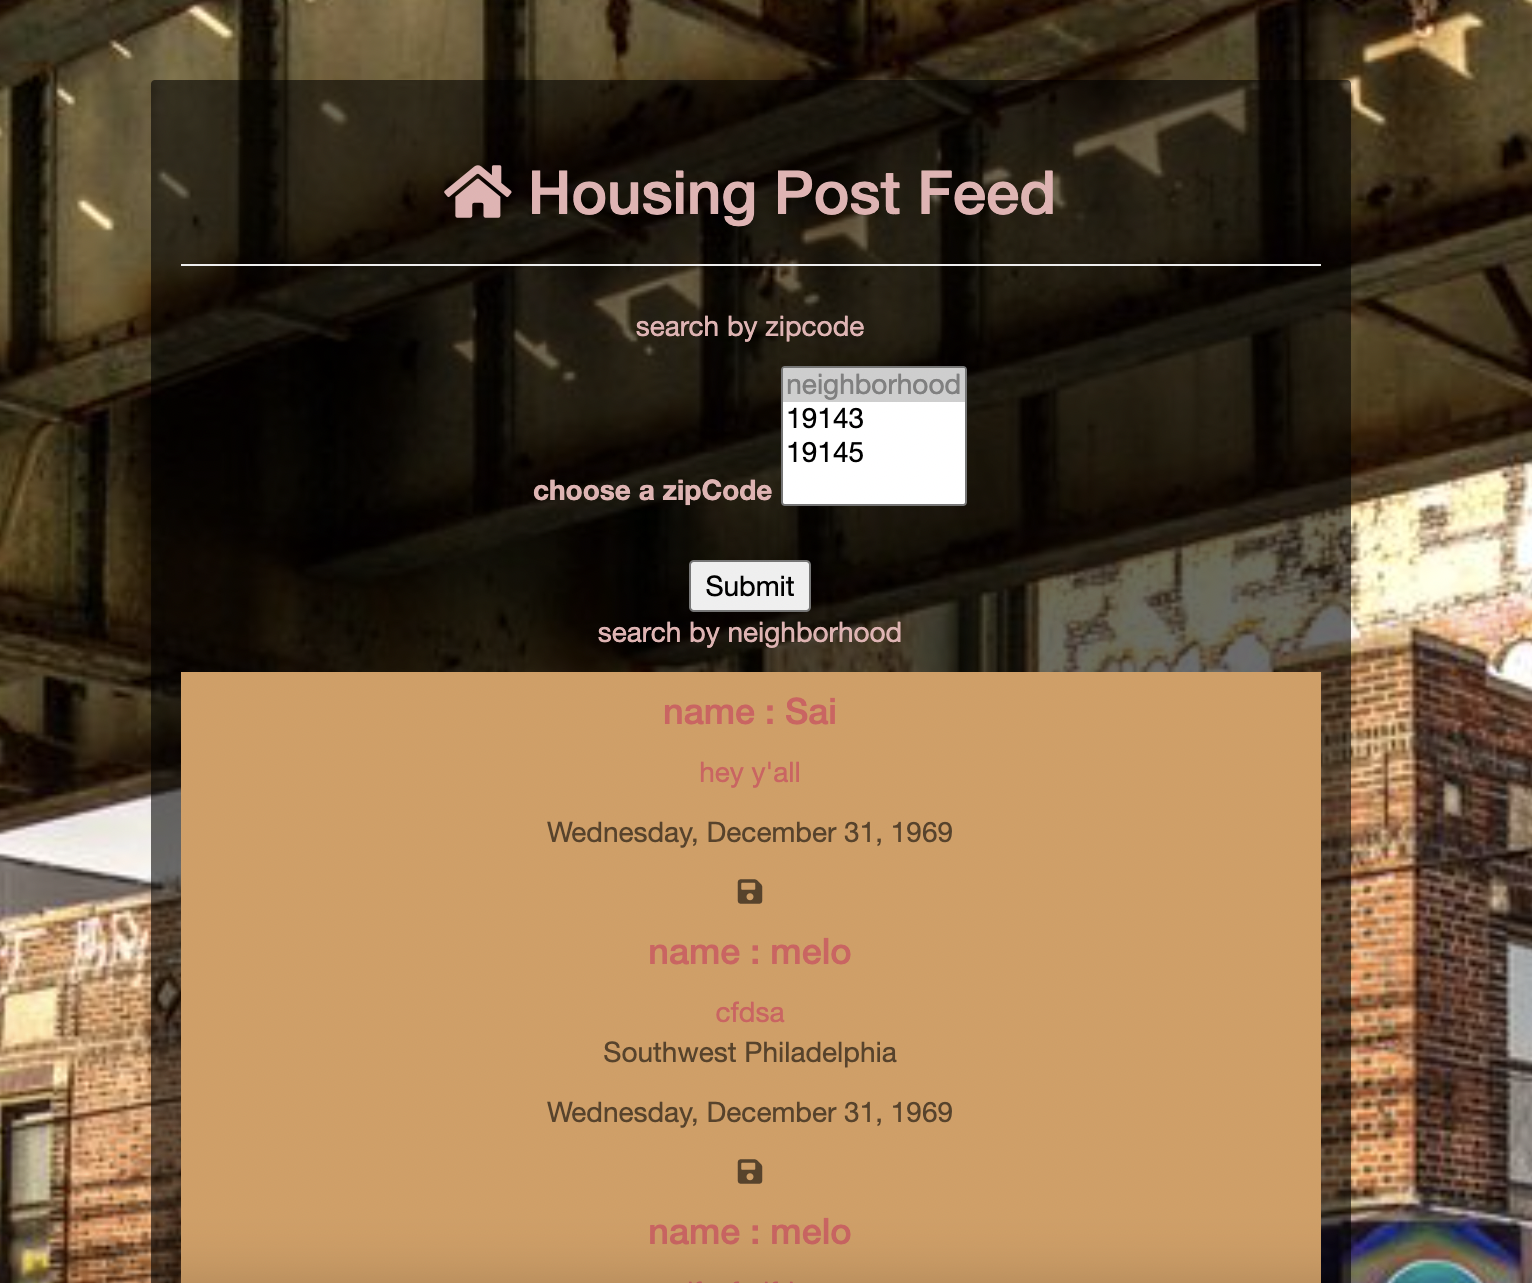 Housing Post Feed
search by zipcode
neighborhood
19143
19145
choose a zipCode
Submit
search by neighborhood
name : Sai
hey y'all
Wednesday, December 31, 1969
name : melo
cfdsa
Southwest Philadelphia
Wednesday, December 31, 1969
name : melo